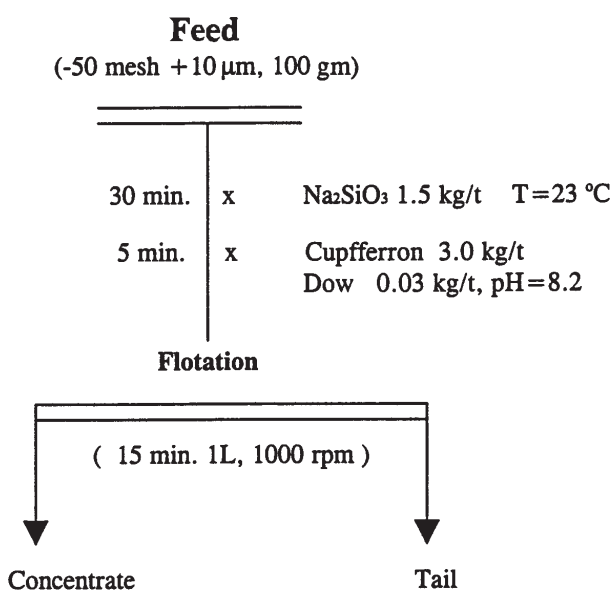 Feed
(-50 mesh +10 μm, 100 gm)
30 min. x Na₂SiO₃ 1.5 kg/t T=23 °C
5 min. x Cupfferron 3.0 kg/t
Dow 0.03 kg/t, pH=8.2
Flotation
( 15 min. 1L, 1000 rpm )
Concentrate Tail